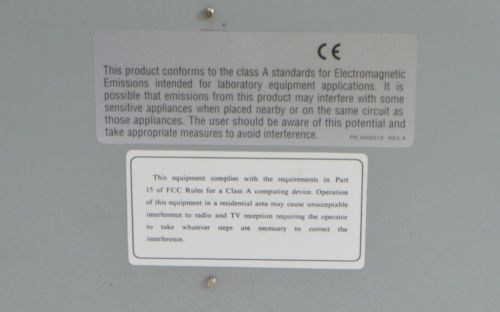 CE
This product conforms to the class A standards for Electromagnetic
Emissions intended for laboratory equipment applications. It is
possible that emissions from this product may interfere with some
sensitive appliances when placed nearby or on the same circuit as
those appliances. The user should be aware of this potential and
take appropriate measures to avoid interference.
REV A
This equipment complies with the requirements in Part
15 of FCC Rules for a Class A computing device. Operation
of this equipment in a residential area may cause unacceptable
interference to radio and TV reception requiring the operator
to take whatever steps are necessary to correct the
interference.